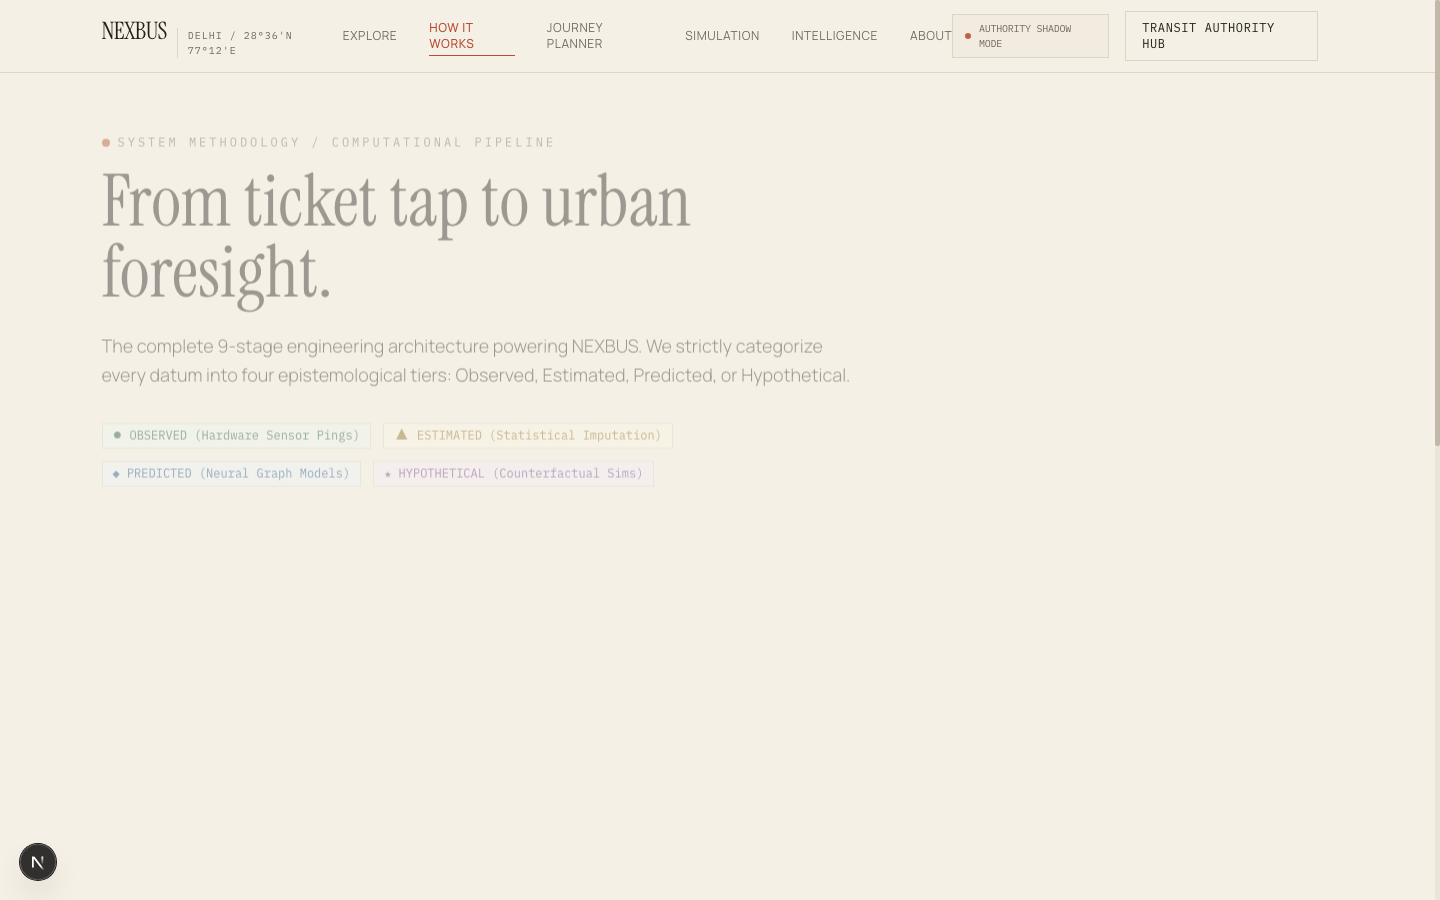 NEXBUS
DELHI / 28°36'N
77°12'E
EXPLORE
HOW IT
WORKS
JOURNEY
PLANNER
SIMULATION
INTELLIGENCE
ABOUT
AUTHORITY SHADOW
MODE
TRANSIT AUTHORITY
HUB
SYSTEM METHODOLOGY / COMPUTATIONAL PIPELINE
From ticket tap to urban
foresight.
The complete 9-stage engineering architecture powering NEXBUS. We strictly categorize
every datum into four epistemological tiers: Observed, Estimated, Predicted, or Hypothetical.
● OBSERVED (Hardware Sensor Pings)
▲ ESTIMATED (Statistical Imputation)
◆ PREDICTED (Neural Graph Models)
★ HYPOTHETICAL (Counterfactual Sims)
N